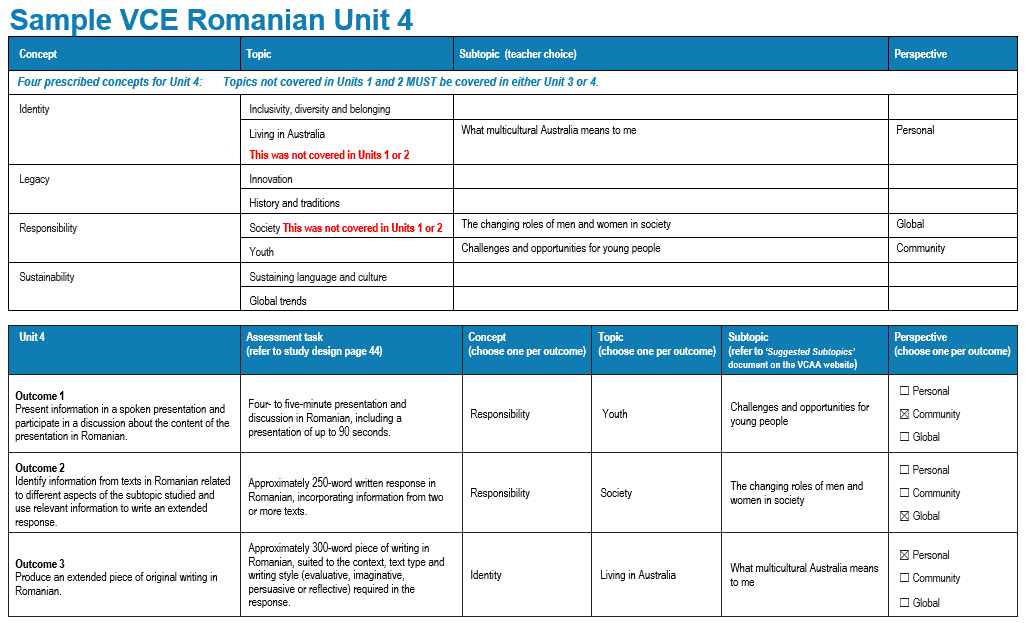 Sample VCE Romanian Unit 4
Concept Topic Subtopic (teacher choice) Perspective
Four prescribed concepts for Unit 4: Topics not covered in Units 1 and 2 MUST be covered in either Unit 3 or 4.
Identity Inclusivity, diversity and belonging
Living in Australia What multicultural Australia means to me Personal
This was not covered in Units 1 or 2
Legacy Innovation
History and traditions
Responsibility Society This was not covered in Units 1 or 2 The changing roles of men and women in society Global
Youth Challenges and opportunities for young people Community
Sustainability Sustaining language and culture
Global trends
Unit 4
Assessment task
(refer to study design page 44)
Concept
(choose one per outcome)
Topic
(choose one per outcome)
Subtopic
(refer to ‘Suggested Subtopics’
document on the VCAA website)
Perspective
(choose one per outcome)
Outcome 1
Present information in a spoken presentation and
participate in a discussion about the content of the
presentation in Romanian.
Four- to five-minute presentation and
discussion in Romanian, including a
presentation of up to 90 seconds.
Responsibility
Youth
Challenges and opportunities for
young people
☐ Personal
☒ Community
☐ Global
Outcome 2
Identify information from texts in Romanian related
to different aspects of the subtopic studied and
use relevant information to write an extended
response.
Approximately 250-word written response in
Romanian, incorporating information from two
or more texts.
Responsibility
Society
The changing roles of men and
women in society
☐ Personal
☐ Community
☒ Global
Outcome 3
Produce an extended piece of original writing in
Romanian.
Approximately 300-word piece of writing in
Romanian, suited to the context, text type and
writing style (evaluative, imaginative,
persuasive or reflective) required in the
response.
Identity
Living in Australia
What multicultural Australia means
to me
☒ Personal
☐ Community
☐ Global